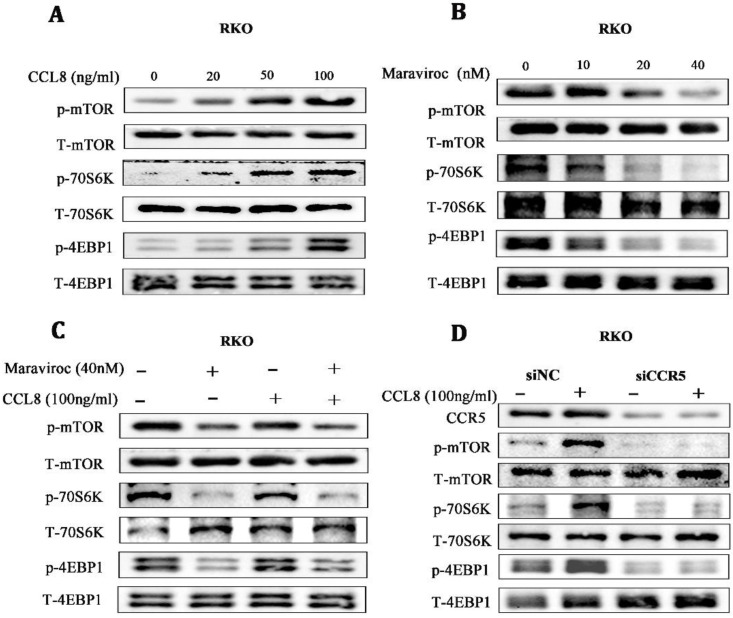 A
RKO
CCL8 (ng/ml) 0 20 50 100
p-mTOR
T-mTOR
p-70S6K
T-70S6K
p-4EBP1
T-4EBP1
B
RKO
Maraviroc (nM) 0 10 20 40
p-mTOR
T-mTOR
p-70S6K
T-70S6K
p-4EBP1
T-4EBP1
C
RKO
Maraviroc (40nM) – + – +
CCL8 (100ng/ml) – – + +
p-mTOR
T-mTOR
p-70S6K
T-70S6K
p-4EBP1
T-4EBP1
D
RKO
siNC siCCR5
CCL8 (100ng/ml) – + – +
CCR5
p-mTOR
T-mTOR
p-70S6K
T-70S6K
p-4EBP1
T-4EBP1